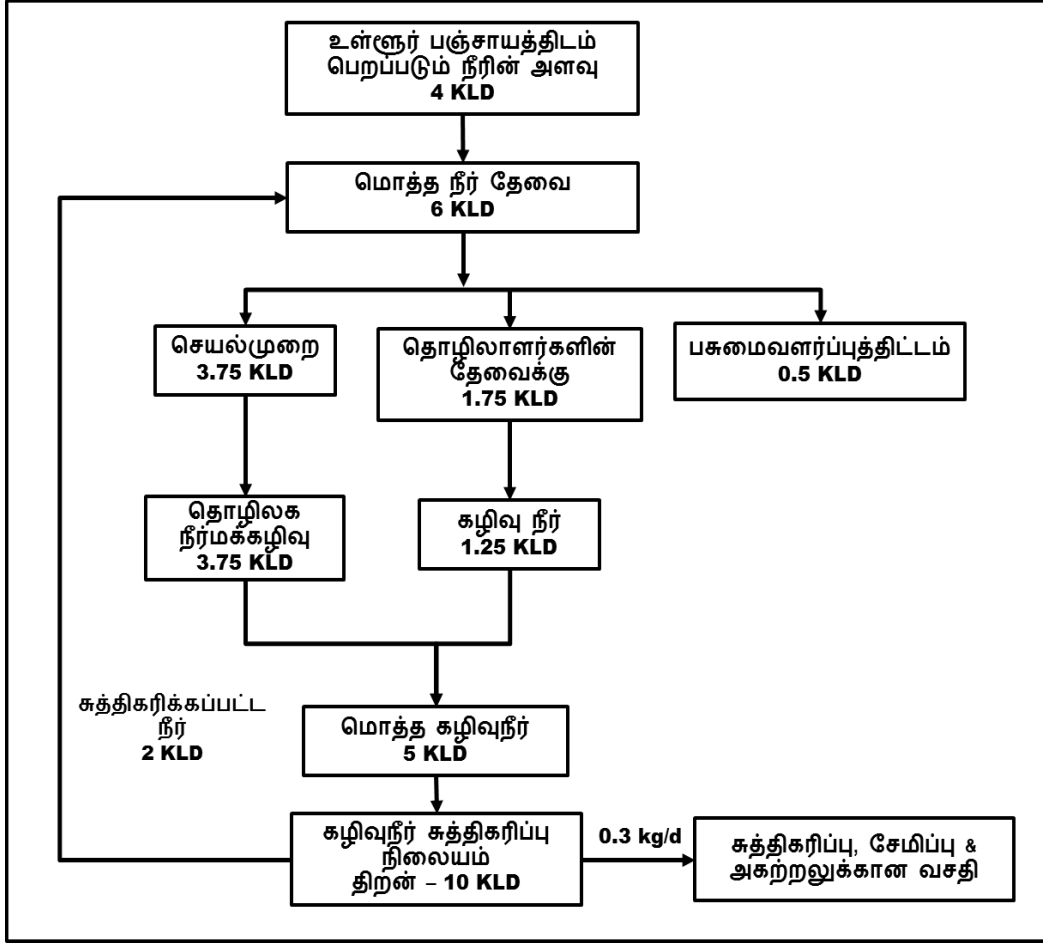 உள்ளூர் பஞ்சாயத்திடம்
பெறப்படும் நீரின் அளவு
4 KLD
மொத்த நீர் தேவை
6 KLD
செயல்முறை
3.75 KLD
தொழிலாளர்களின்
தேவைக்கு
1.75 KLD
பசுமைவளர்ப்புத்திட்டம்
0.5 KLD
தொழிலக
நீர்மக்கழிவு
3.75 KLD
கழிவு நீர்
1.25 KLD
சுத்திகரிக்கப்பட்ட
நீர்
2 KLD
மொத்த கழிவுநீர்
5 KLD
கழிவுநீர் சுத்திகரிப்பு
நிலையம்
திறன் – 10 KLD
0.3 kg/d
சுத்திகரிப்பு, சேமிப்பு &
அகற்றலுக்கான வசதி